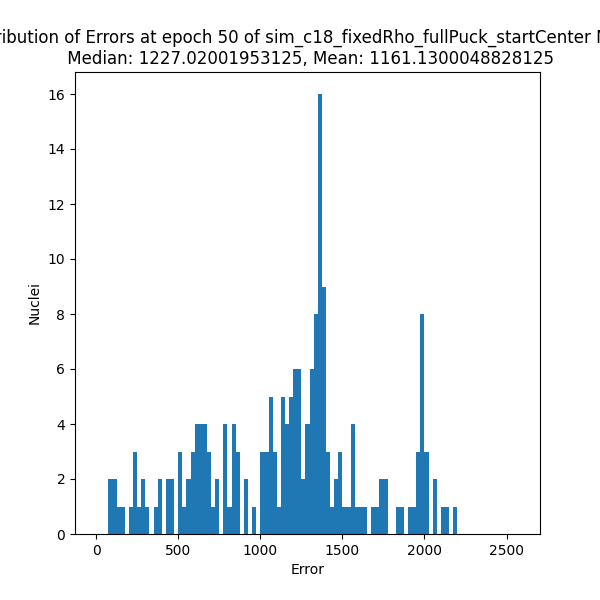 ribution of Errors at epoch 50 of sim_c18_fixedRho_fullPuck_startCenter
Median: 1227.02001953125, Mean: 1161.1300048828125
16
14
12
10
8
6
4
2
0
Nuclei
0 500 1000 1500 2000 2500
Error